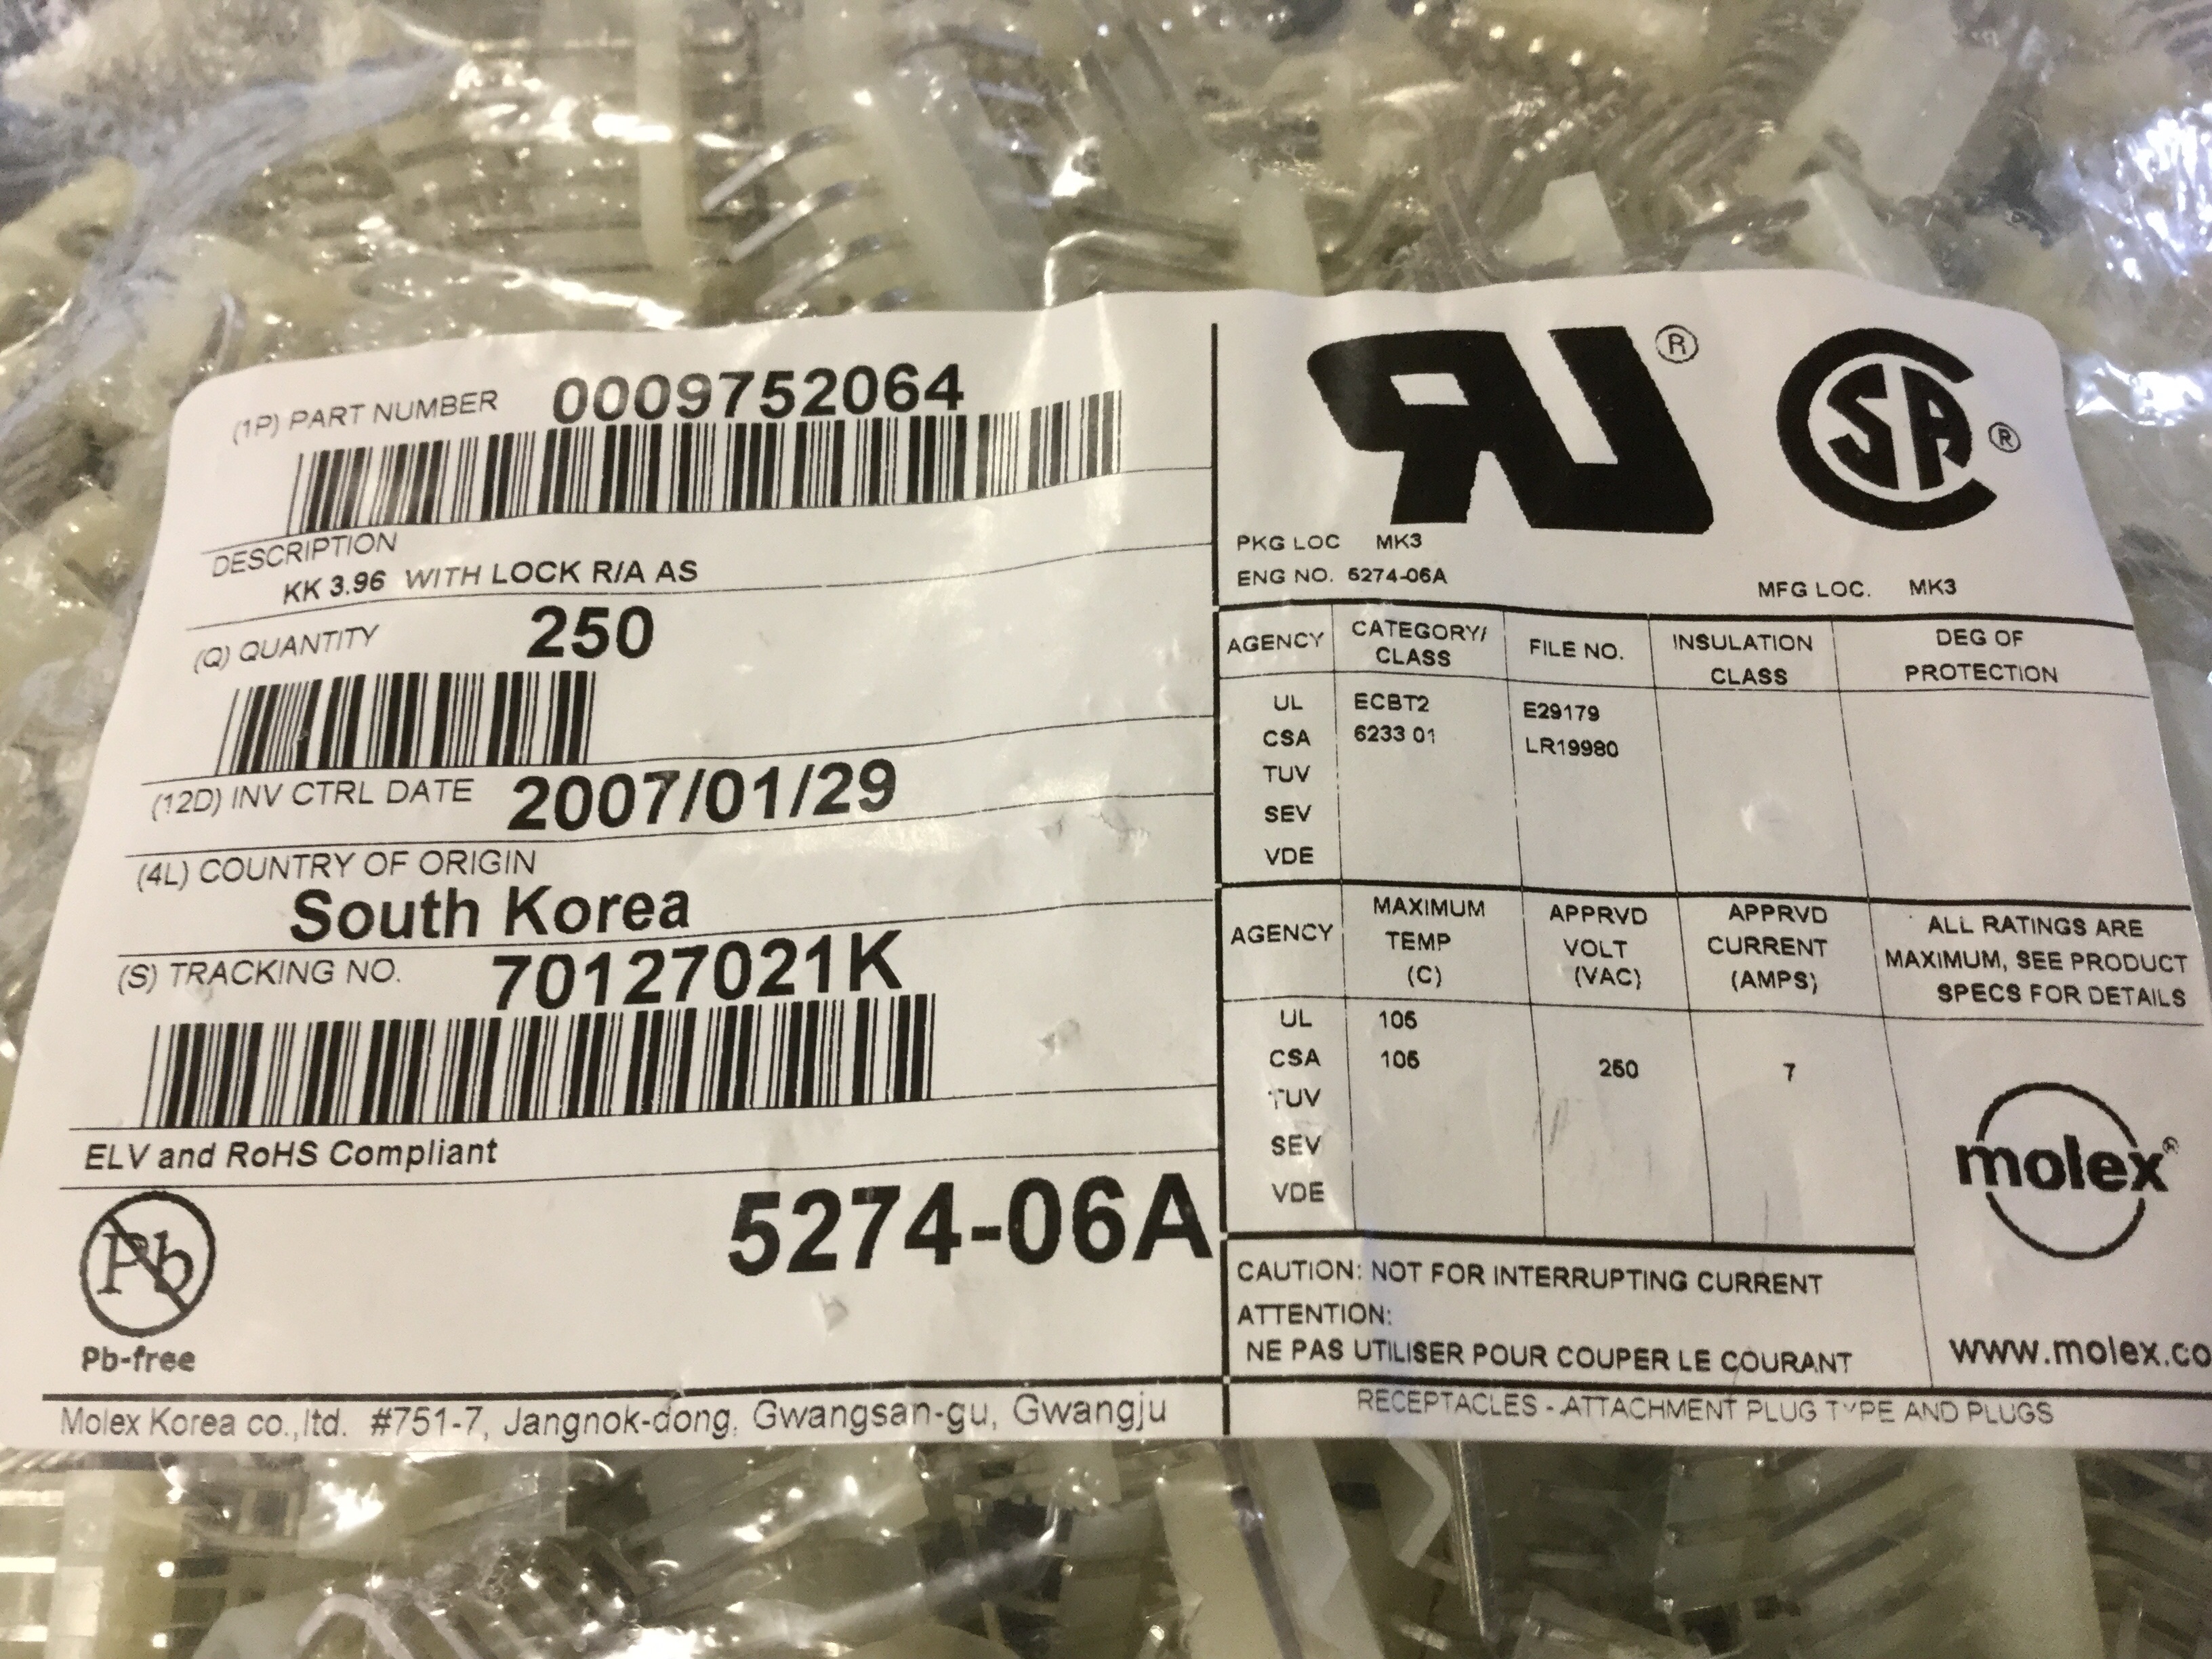 (1P) PART NUMBER 0009752064
DESCRIPTION
KK 3.96 WITH LOCK R/A AS
(Q) QUANTITY 250
(12D) INV CTRL DATE 2007/01/29
(4L) COUNTRY OF ORIGIN
South Korea
(S) TRACKING NO. 70127021K
ELV and RoHS Compliant
Pb
Pb-free
5274-06A
Molex Korea co.,ltd. #751-7, Jangnok-dong, Gwangsan-gu, Gwangju
RU ®
CSA ®
PKG LOC MK3
ENG NO. 5274-06A MFG LOC. MK3
AGENCY CATEGORY/ CLASS FILE NO. INSULATION CLASS DEG OF PROTECTION
UL ECBT2 E29179
CSA 6233 01 LR19980
TUV
SEV
VDE
AGENCY MAXIMUM TEMP (C) APPRVD VOLT (VAC) APPRVD CURRENT (AMPS)
ALL RATINGS ARE
MAXIMUM, SEE PRODUCT
SPECS FOR DETAILS
UL 105
CSA 105 250 7
TUV
SEV
VDE
molex®
CAUTION: NOT FOR INTERRUPTING CURRENT
ATTENTION:
NE PAS UTILISER POUR COUPER LE COURANT
www.molex.co
RECEPTACLES - ATTACHMENT PLUG TYPE AND PLUGS